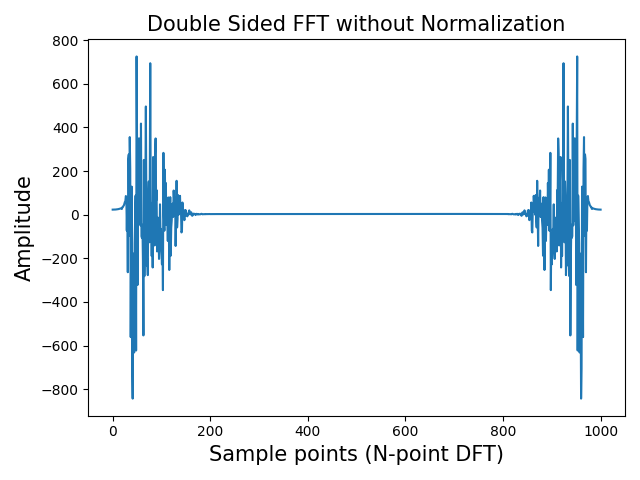 Double Sided FFT without Normalization
800
600
400
200
0
−200
−400
−600
−800
Amplitude
0 200 400 600 800 1000
Sample points (N-point DFT)